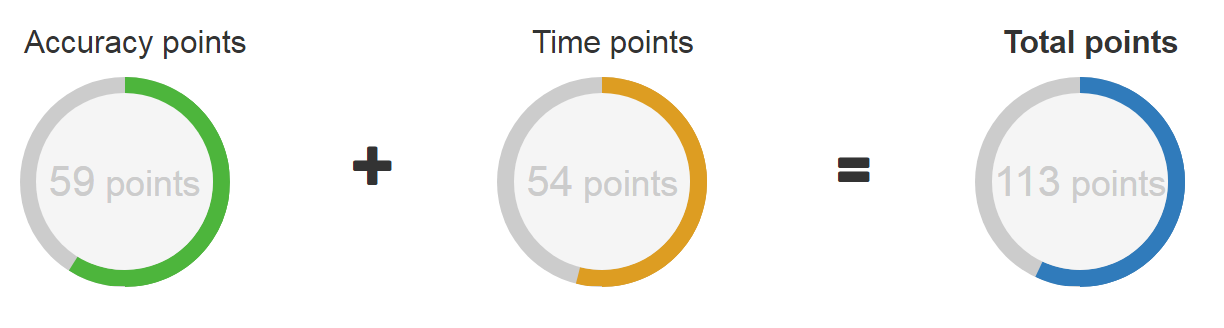 Accuracy points
Time points
Total points
59 points
+
54 points
=
113 points